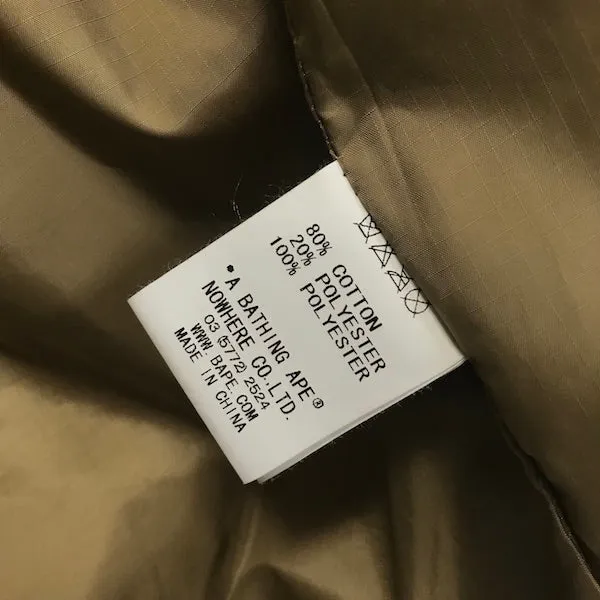 80% COTTON
20% POLYESTER
100% POLYESTER
• A BATHING APE®
NOWHERE CO.LTD.
03(5772)2524
WWW.BAPE.COM
MADE IN CHINA